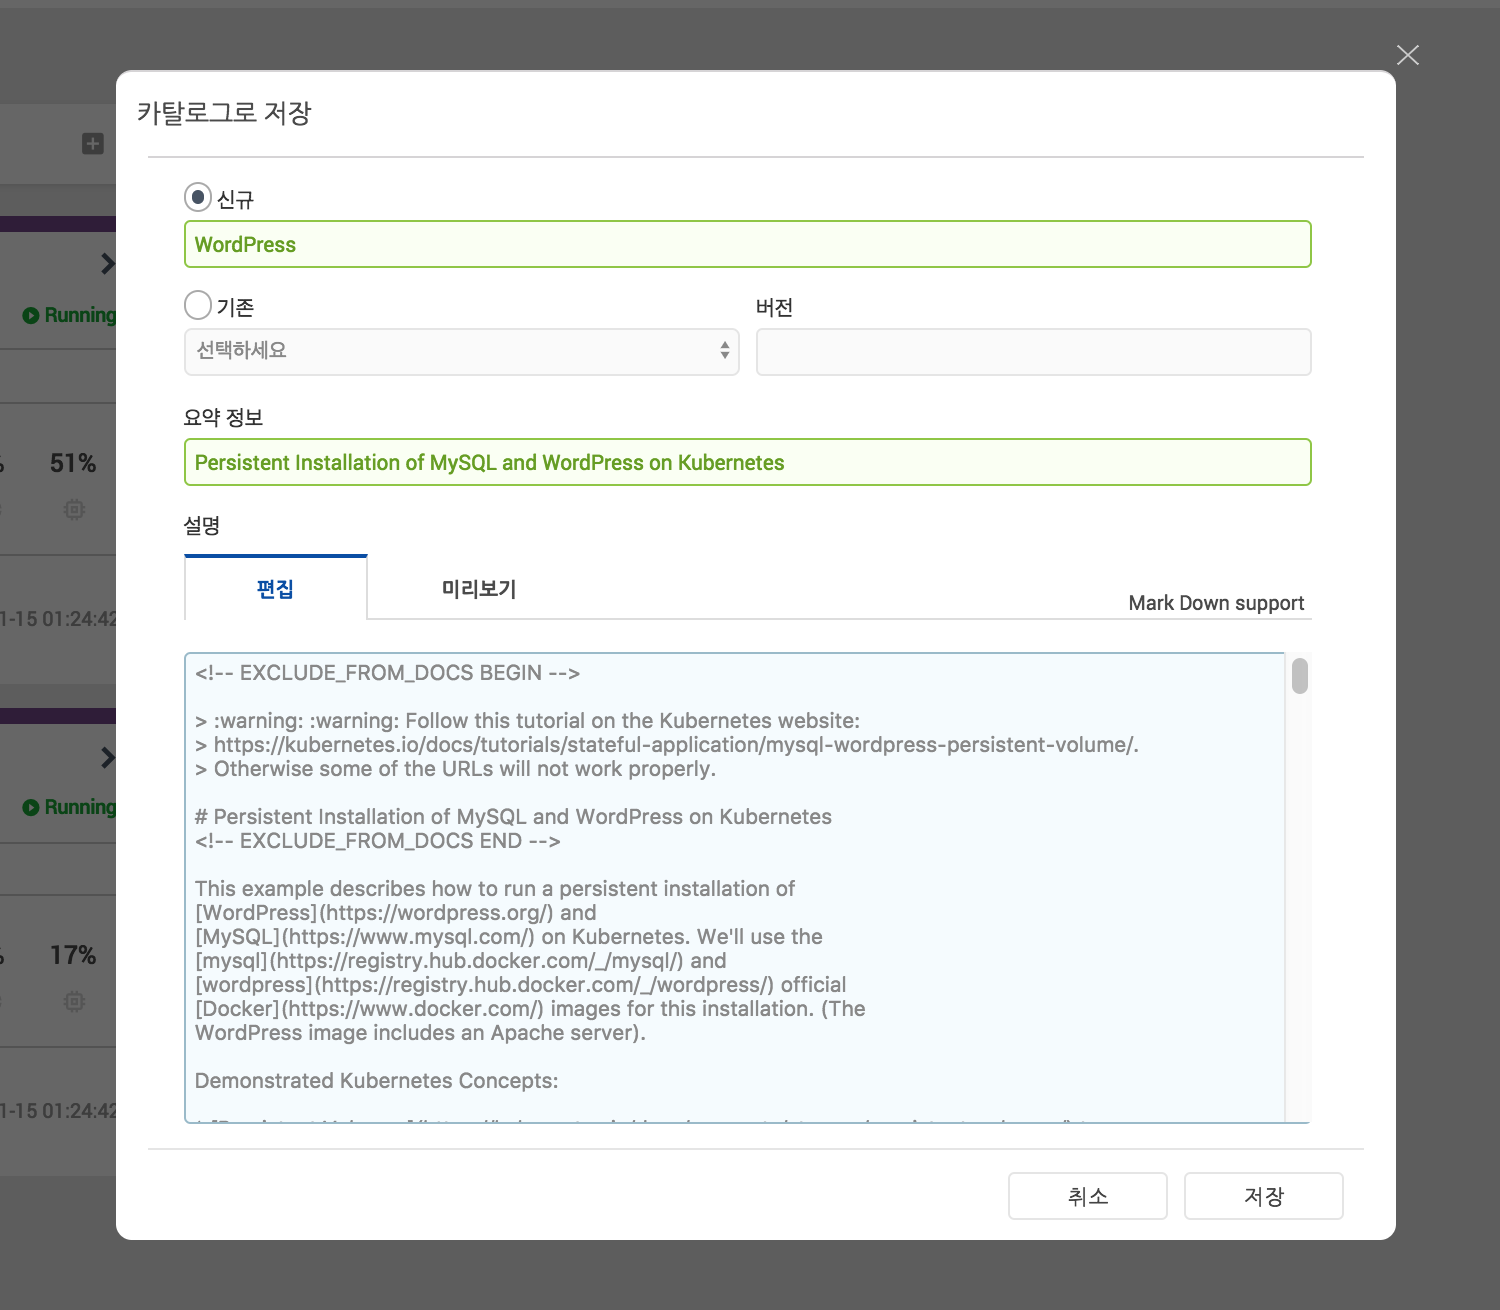 카탈로그로 저장
신규
WordPress
기존
버전
선택하세요
요약 정보
Persistent Installation of MySQL and WordPress on Kubernetes
설명
편집
미리보기
Mark Down support
<!-- EXCLUDE_FROM_DOCS BEGIN -->
> :warning: :warning: Follow this tutorial on the Kubernetes website:
> https://kubernetes.io/docs/tutorials/stateful-application/mysql-wordpress-persistent-volume/.
> Otherwise some of the URLs will not work properly.
# Persistent Installation of MySQL and WordPress on Kubernetes
<!-- EXCLUDE_FROM_DOCS END -->
This example describes how to run a persistent installation of
[WordPress](https://wordpress.org/) and
[MySQL](https://www.mysql.com/) on Kubernetes. We'll use the
[mysql](https://registry.hub.docker.com/_/mysql/) and
[wordpress](https://registry.hub.docker.com/_/wordpress/) official
[Docker](https://www.docker.com/) images for this installation. (The
WordPress image includes an Apache server).
Demonstrated Kubernetes Concepts:
취소
저장
Running
51%
1-15 01:24:42
Running
17%
1-15 01:24:42